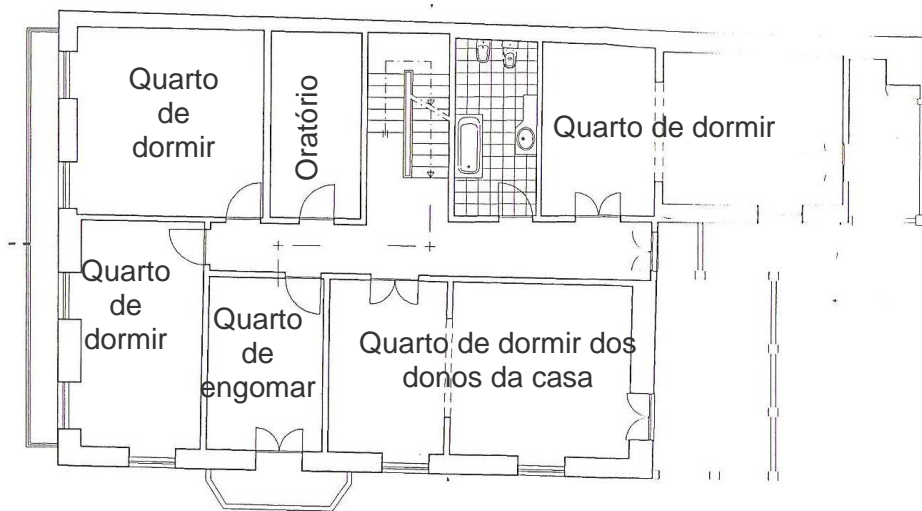 Quarto
de
dormir
Oratório
Quarto de dormir
Quarto
de
dormir
Quarto
de
engomar
Quarto de dormir dos
donos da casa